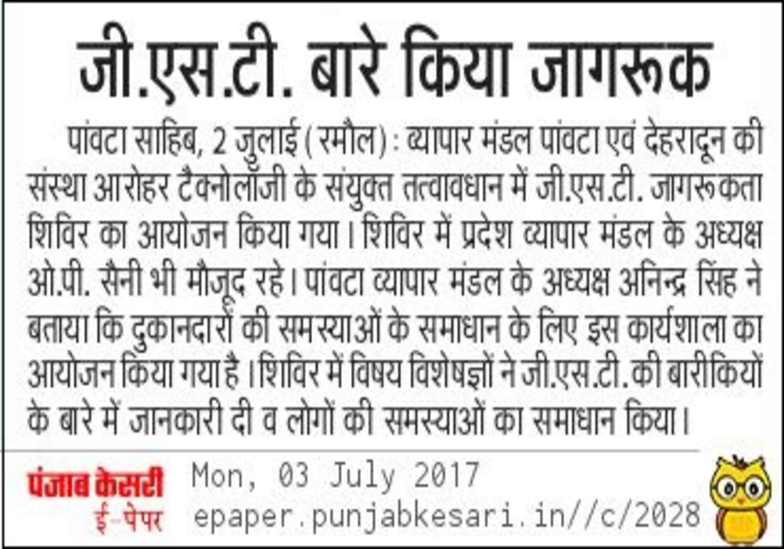 जी.एस.टी. बारे किया जागरूक
पांवटा साहिब, 2 जुलाई (रमौल) : व्यापार मंडल पांवटा एवं देहरादून की
संस्था आरोहर टैक्नोलॉजी के संयुक्त तत्वावधान में जी.एस.टी. जागरूकता
शिविर का आयोजन किया गया। शिविर में प्रदेश व्यापार मंडल के अध्यक्ष
ओ.पी. सैनी भी मौजूद रहे। पांवटा व्यापार मंडल के अध्यक्ष अनिन्द्र सिंह ने
बताया कि दुकानदारों की समस्याओं के समाधान के लिए इस कार्यशाला का
आयोजन किया गया है। शिविर में विषय विशेषज्ञों ने जी.एस.टी. की बारीकियों
के बारे में जानकारी दी व लोगों की समस्याओं का समाधान किया।
पंजाब केसरी Mon, 03 July 2017
ई-पेपर epaper.punjabkesari.in//c/2028